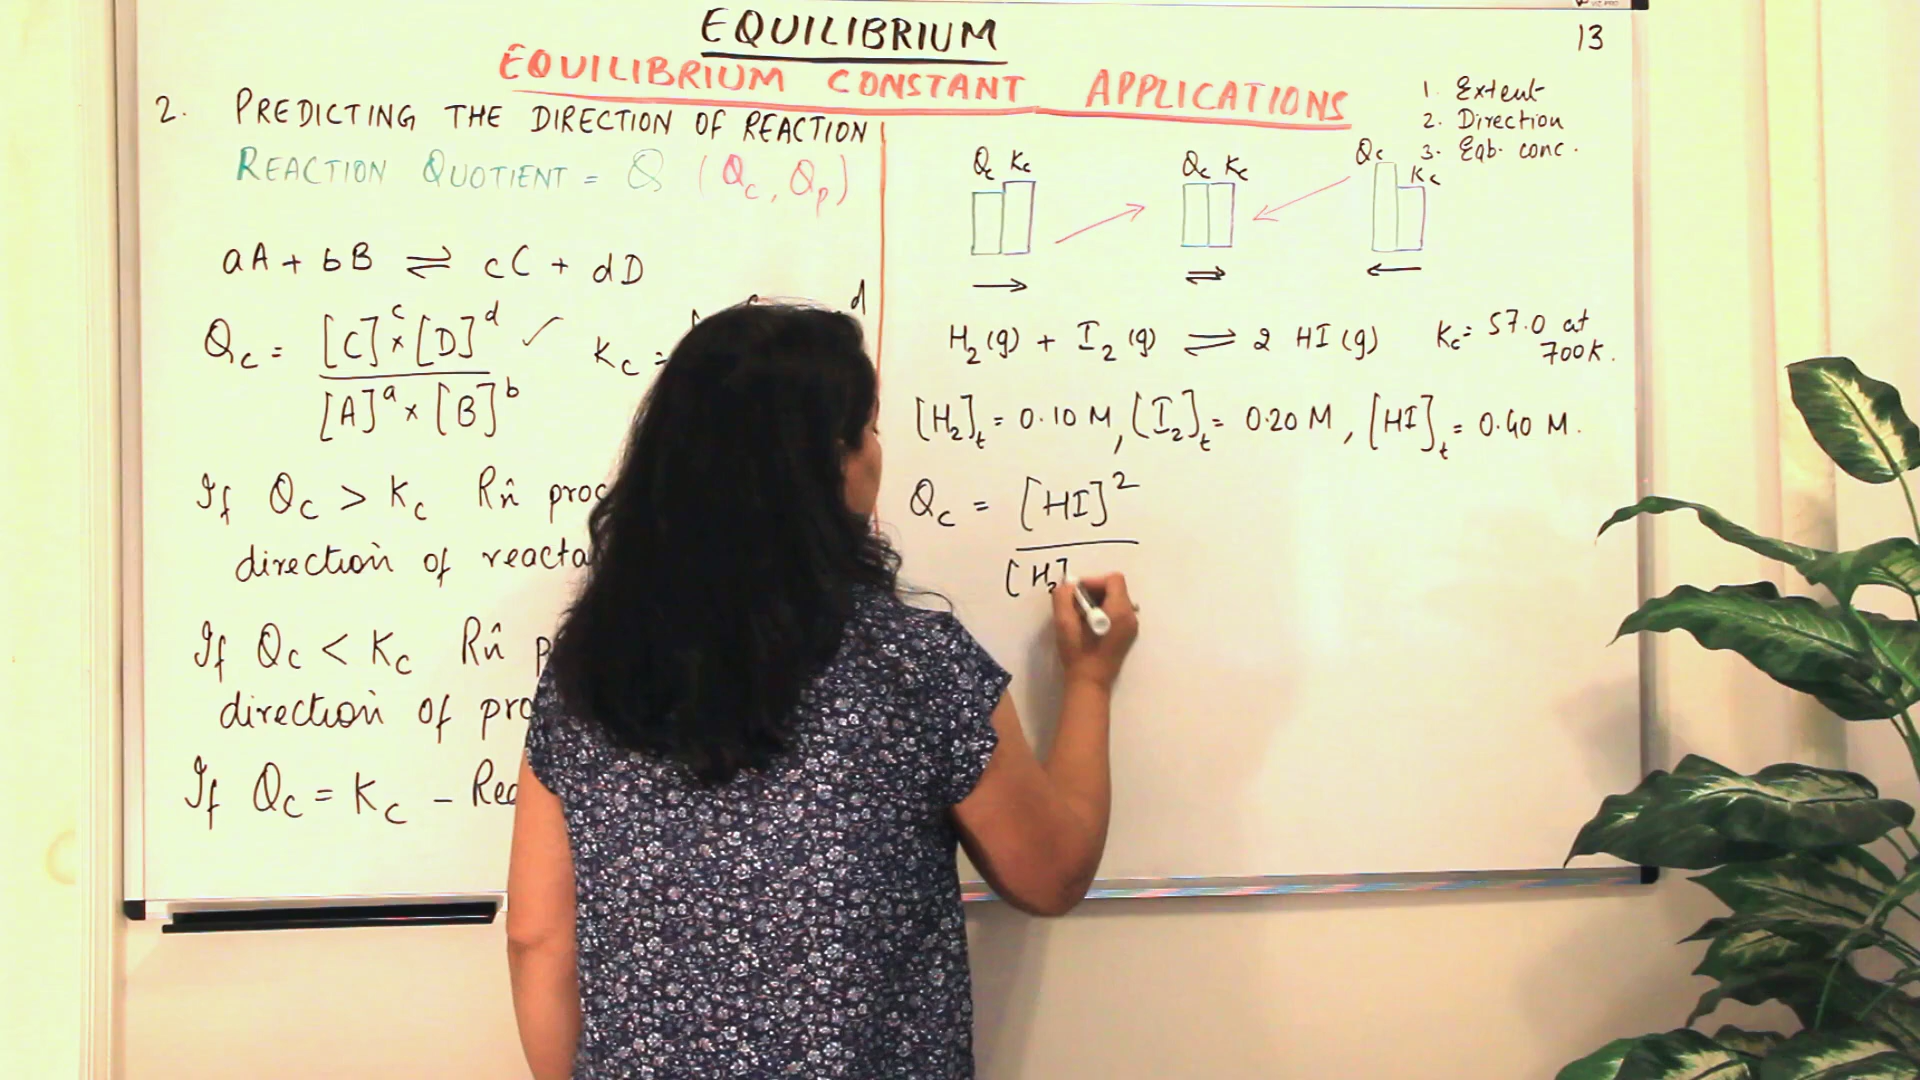 EQUILIBRIUM
13
EQUILIBRIUM CONSTANT APPLICATIONS
1. Extent
2. Direction
3. Eqb. conc.
2. PREDICTING THE DIRECTION OF REACTION
REACTION QUOTIENT = Q (Qc, Qp)
aA + bB ⇌ cC + dD
Qc = [C]^c × [D]^d / [A]^a × [B]^b ✓
Kc =
d
If Qc > Kc Rn̂
direction of
If Qc < Kc Rn̂
direction of
If Qc = Kc –
Qc Kc
Qc Kc
Qc Kc
→ ⇌ ←
H₂(g) + I₂(g) ⇌ 2 HI(g) Kc = 57.0 at
700K.
[H₂]t = 0.10 M, [I₂]t = 0.20 M, [HI]t = 0.40 M.
Qc = [HI]²
[H₂]